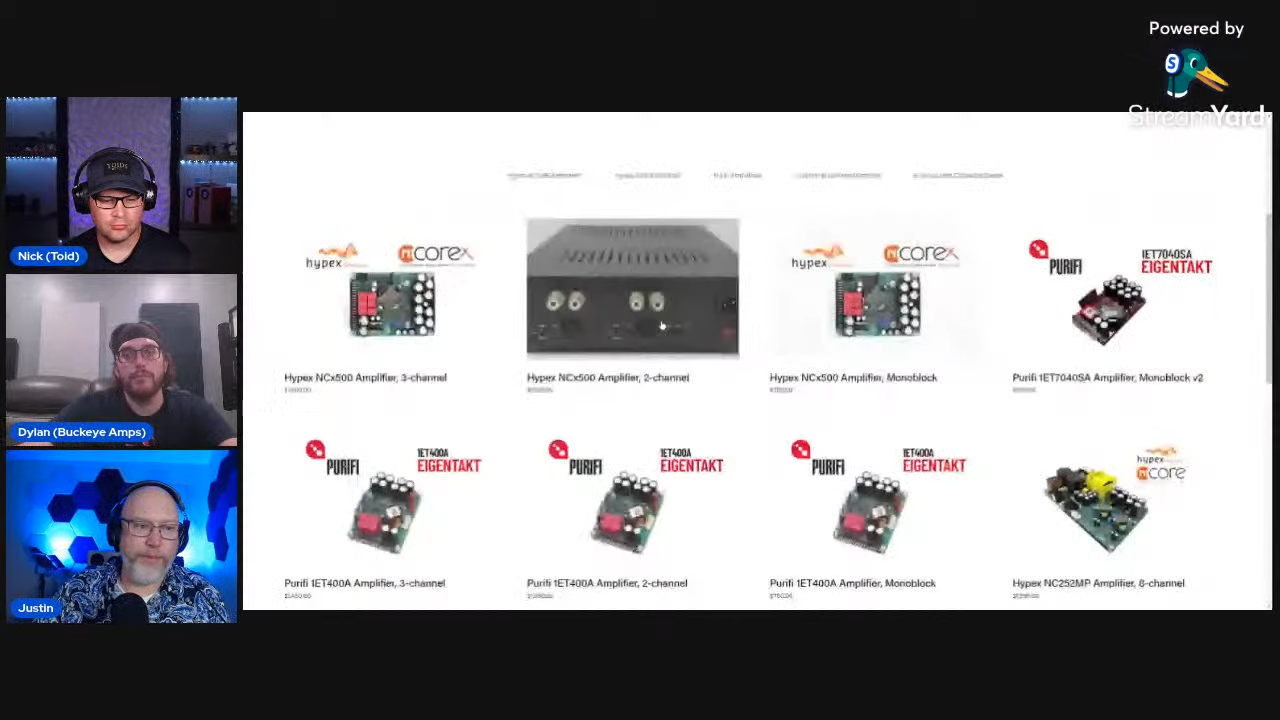 Powered by
S
StreamYard
Nick (Toid)
TOIDS
Dylan (Buckeye Amps)
Justin
hypex
Ncorex
hypex
Ncorex
PURIFI
1ET7040SA
EIGENTAKT
Hypex NCx500 Amplifier, 3-channel
Hypex NCx500 Amplifier, 2-channel
Hypex NCx500 Amplifier, Monoblock
Purifi 1ET7040SA Amplifier, Monoblock v2
PURIFI
1ET400A
EIGENTAKT
PURIFI
1ET400A
EIGENTAKT
PURIFI
1ET400A
EIGENTAKT
hypex
Ncore
Purifi 1ET400A Amplifier, 3-channel
Purifi 1ET400A Amplifier, 2-channel
Purifi 1ET400A Amplifier, Monoblock
Hypex NC252MP Amplifier, 8-channel